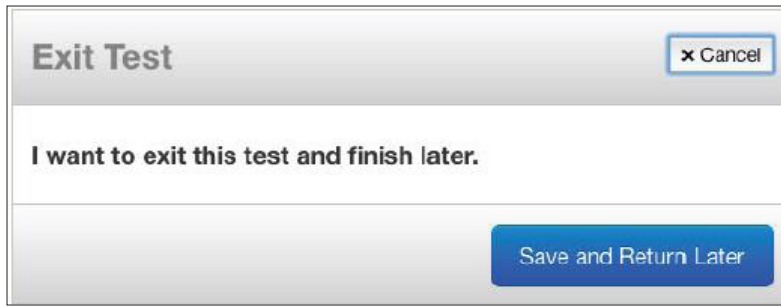 Exit Test
× Cancel
I want to exit this test and finish later.
Save and Return Later